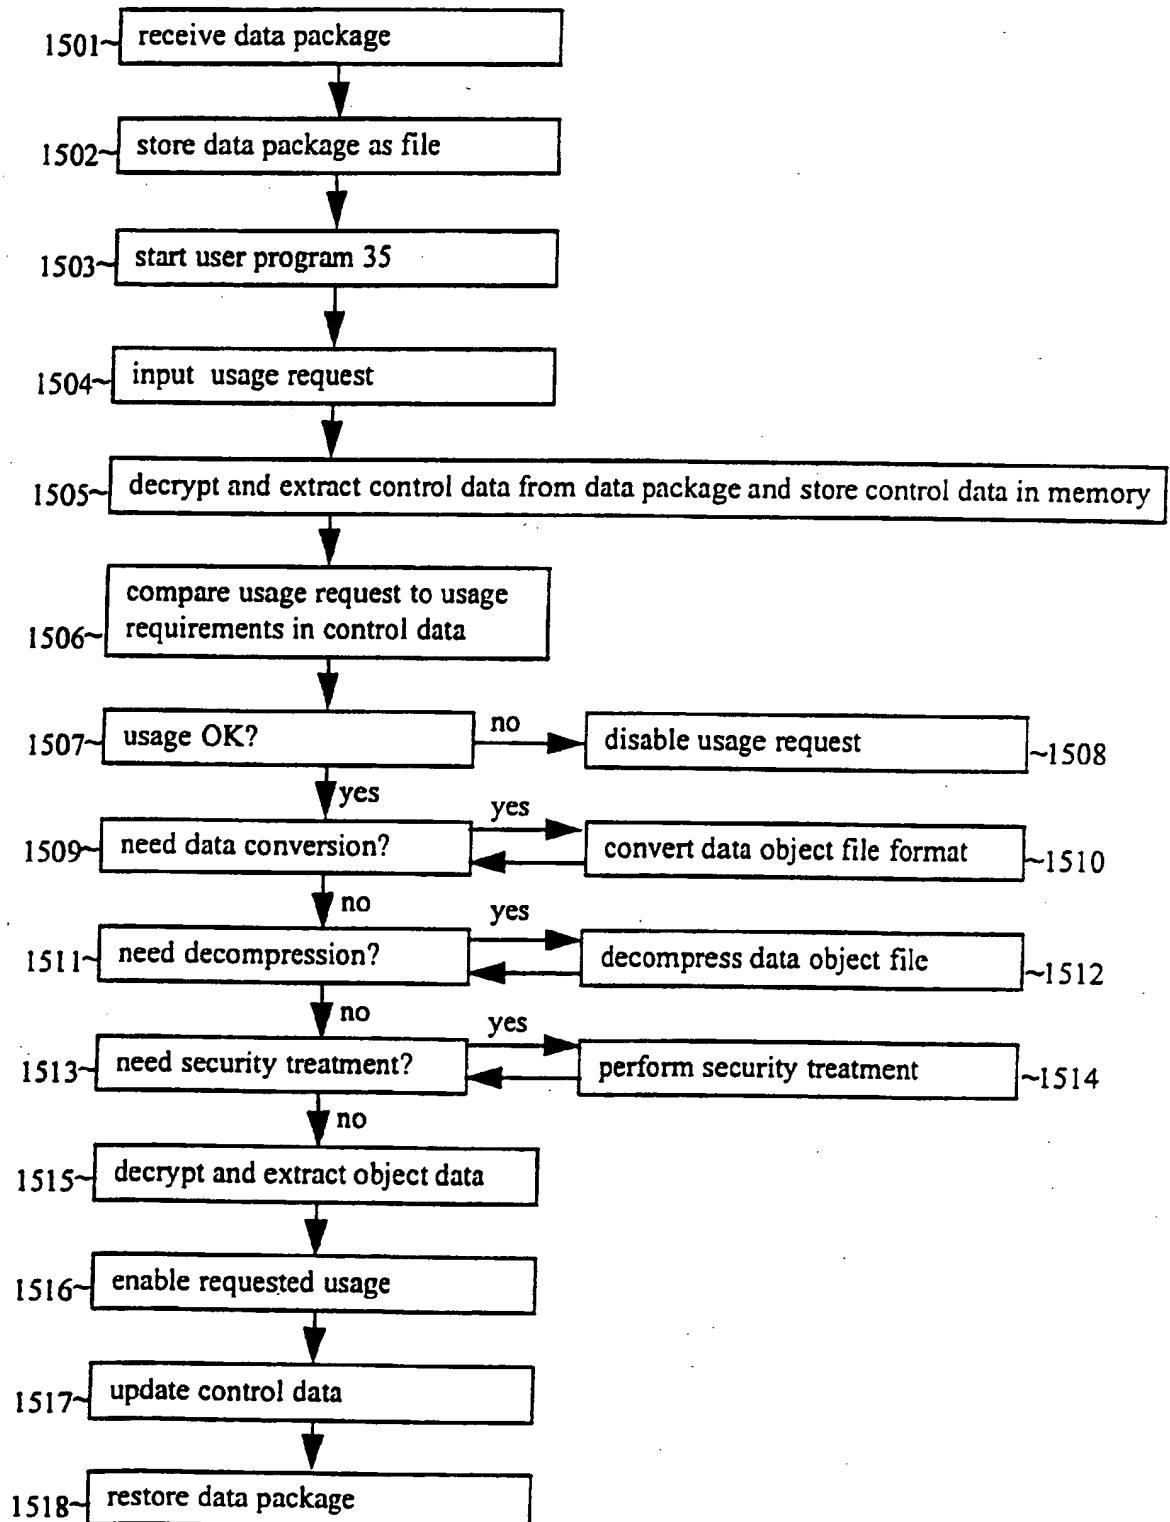 1501~ receive data package
1502~ store data package as file
1503~ start user program 35
1504~ input usage request
1505~ decrypt and extract control data from data package and store control data in memory
compare usage request to usage
1506~ requirements in control data
1507~ usage OK? no disable usage request ~1508
yes
yes
1509~ need data conversion? convert data object file format ~1510
no
yes
1511~ need decompression? decompress data object file ~1512
no
yes
1513~ need security treatment? perform security treatment ~1514
no
1515~ decrypt and extract object data
1516~ enable requested usage
1517~ update control data
1518~ restore data package